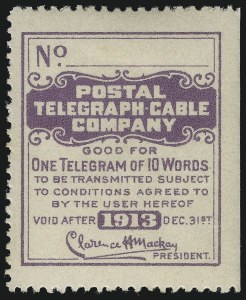 No.
POSTAL
TELEGRAPH-CABLE
COMPANY
GOOD FOR
ONE TELEGRAM OF 10 WORDS
TO BE TRANSMITTED SUBJECT
TO CONDITIONS AGREED TO
BY THE USER HEREOF
VOID AFTER 1913 DEC. 31ST
Clarence H Mackay
PRESIDENT.